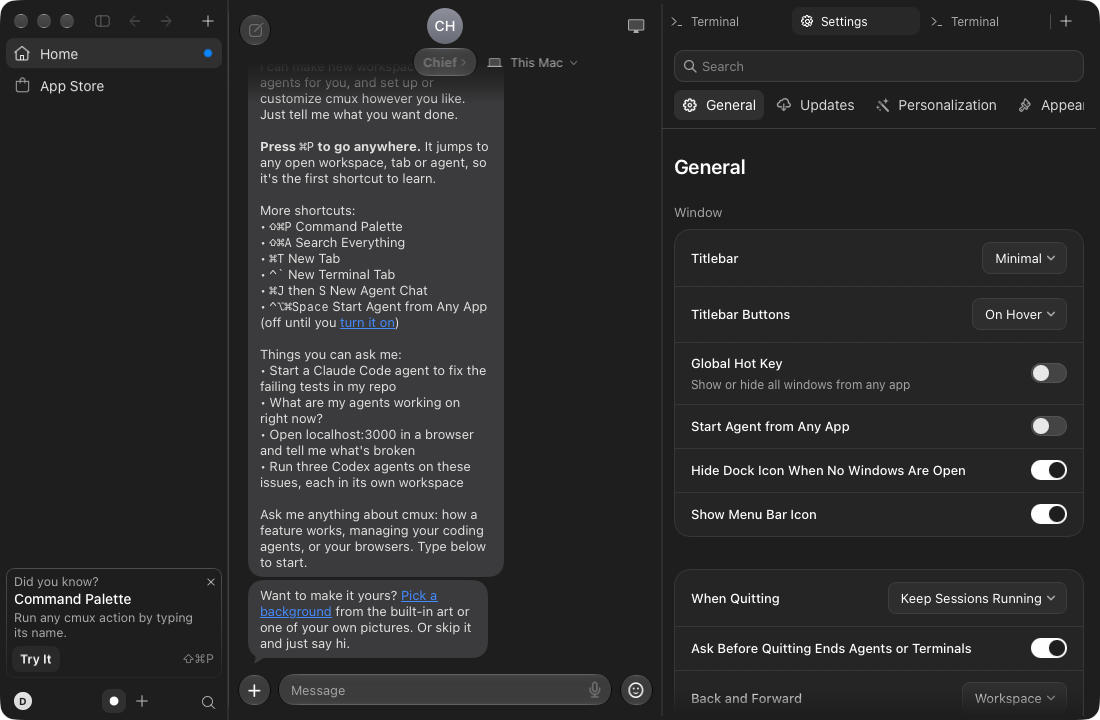 Home
App Store
Did you know?
Command Palette
Run any cmux action by typing
its name.
Try It
⇧⌘P
D
CH
Chief
This Mac
I can make new workspac
agents for you, and set up or
customize cmux however you like.
Just tell me what you want done.
Press ⌘P to go anywhere. It jumps to
any open workspace, tab or agent, so
it's the first shortcut to learn.
More shortcuts:
• ⇧⌘P Command Palette
• ⇧⌘A Search Everything
• ⌘T New Tab
• ^` New Terminal Tab
• ⌘J then S New Agent Chat
• ^⌥⌘Space Start Agent from Any App
(off until you turn it on)
Things you can ask me:
• Start a Claude Code agent to fix the
failing tests in my repo
• What are my agents working on
right now?
• Open localhost:3000 in a browser
and tell me what's broken
• Run three Codex agents on these
issues, each in its own workspace
Ask me anything about cmux: how a
feature works, managing your coding
agents, or your browsers. Type below
to start.
Want to make it yours? Pick a
background from the built-in art or
one of your own pictures. Or skip it
and just say hi.
Message
Terminal
Settings
Terminal
Search
General
Updates
Personalization
Appear
General
Window
Titlebar
Minimal
Titlebar Buttons
On Hover
Global Hot Key
Show or hide all windows from any app
Start Agent from Any App
Hide Dock Icon When No Windows Are Open
Show Menu Bar Icon
When Quitting
Keep Sessions Running
Ask Before Quitting Ends Agents or Terminals
Back and Forward
Workspace